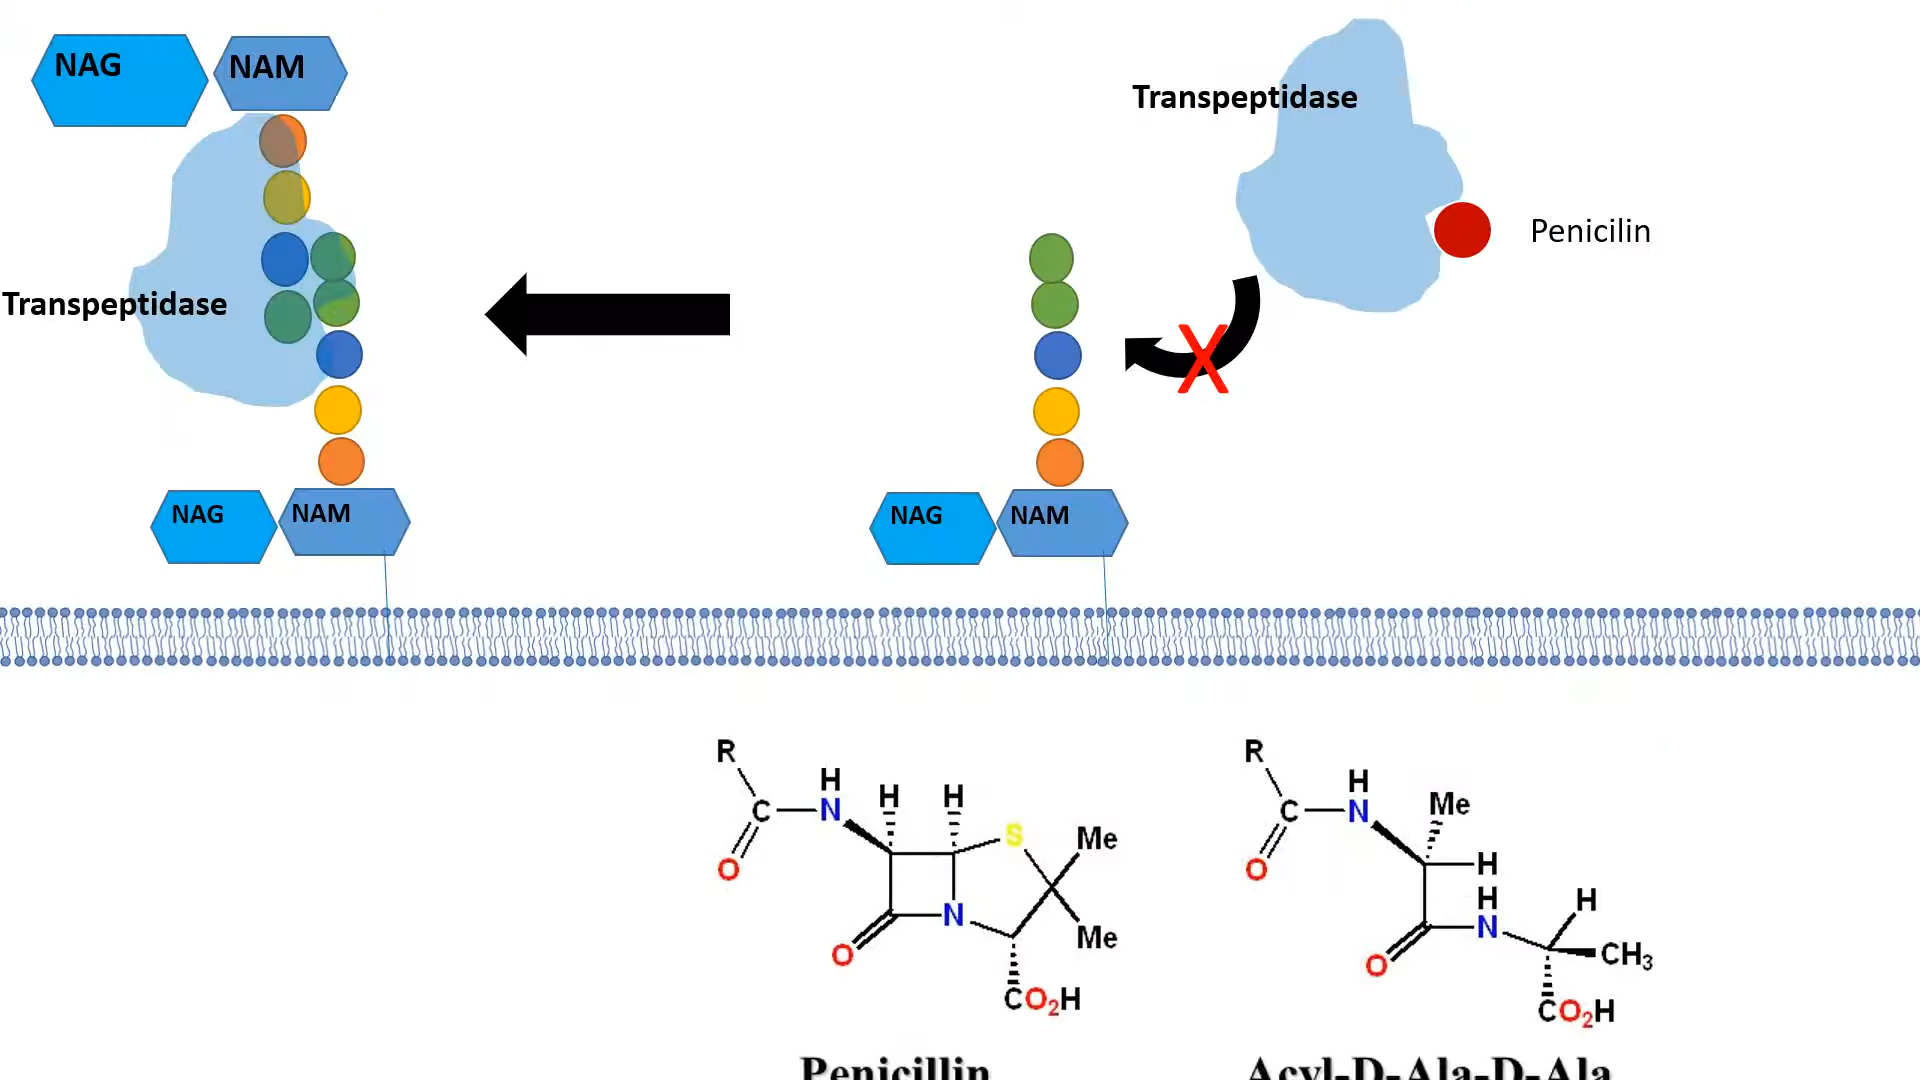 NAG
NAM
Transpeptidase
Transpeptidase
Penicilin
NAG
NAM
NAG
NAM
R
H
H
H
C
N
S
Me
O
N
Me
O
CO2H
Penicillin
R
H
Me
C
N
H
O
H
N
H
O
CH3
CO2H
Acyl-D-Ala-D-Ala